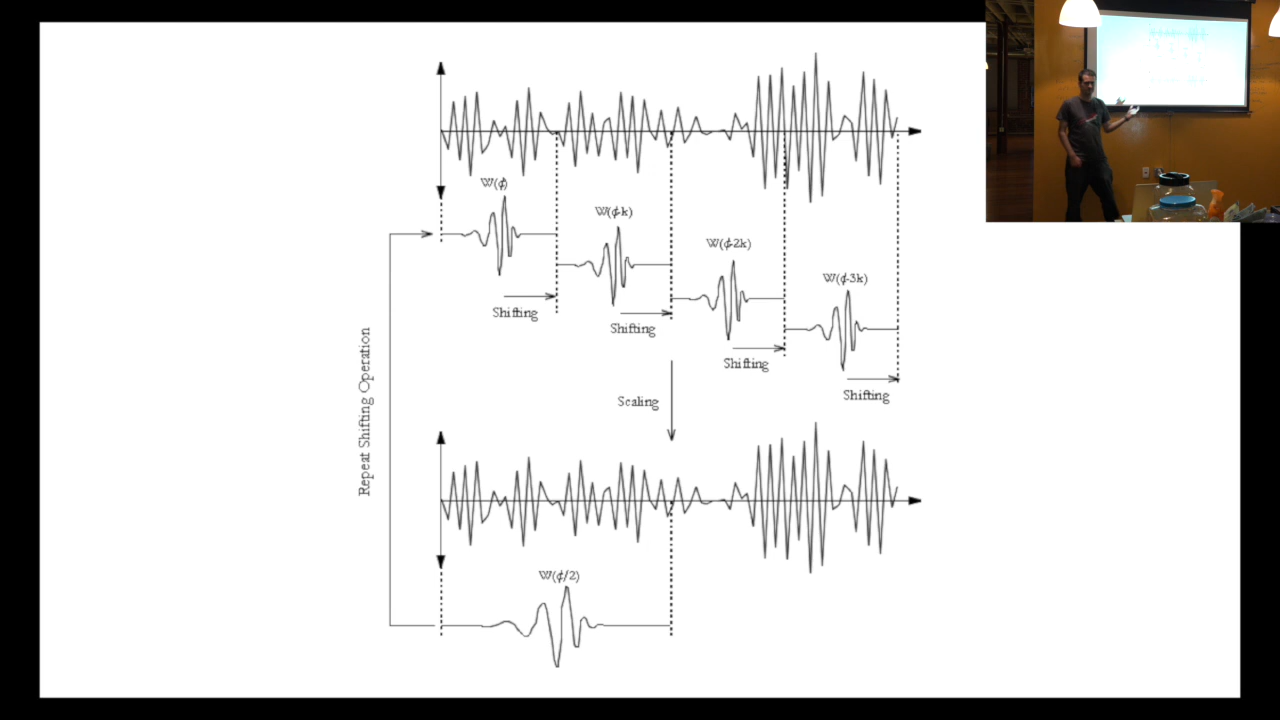 W(ϕ)
W(ϕ-k)
W(ϕ-2k)
W(ϕ-3k)
Shifting
Shifting
Shifting
Shifting
Scaling
Repeat Shifting Operation
W(ϕ/2)